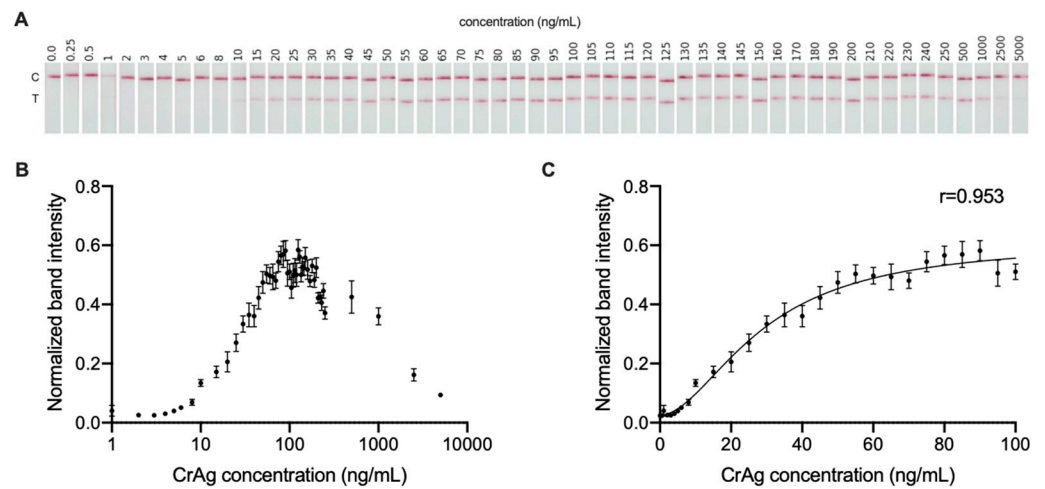 A
concentration (ng/mL)
0.0 0.25 0.5 1 2 3 4 5 6 8 10 15 20 25 30 35 40 45 50 55 60 65 70 75 80 85 90 95 100 105 110 115 120 125 130 135 140 145 150 160 170 180 190 200 210 220 230 240 250 500 1000 2500 5000
C
T
B
Normalized band intensity
0.8
0.6
0.4
0.2
0.0
1 10 100 1000 10000
CrAg concentration (ng/mL)
C
r=0.953
Normalized band intensity
0.8
0.6
0.4
0.2
0.0
0 20 40 60 80 100
CrAg concentration (ng/mL)